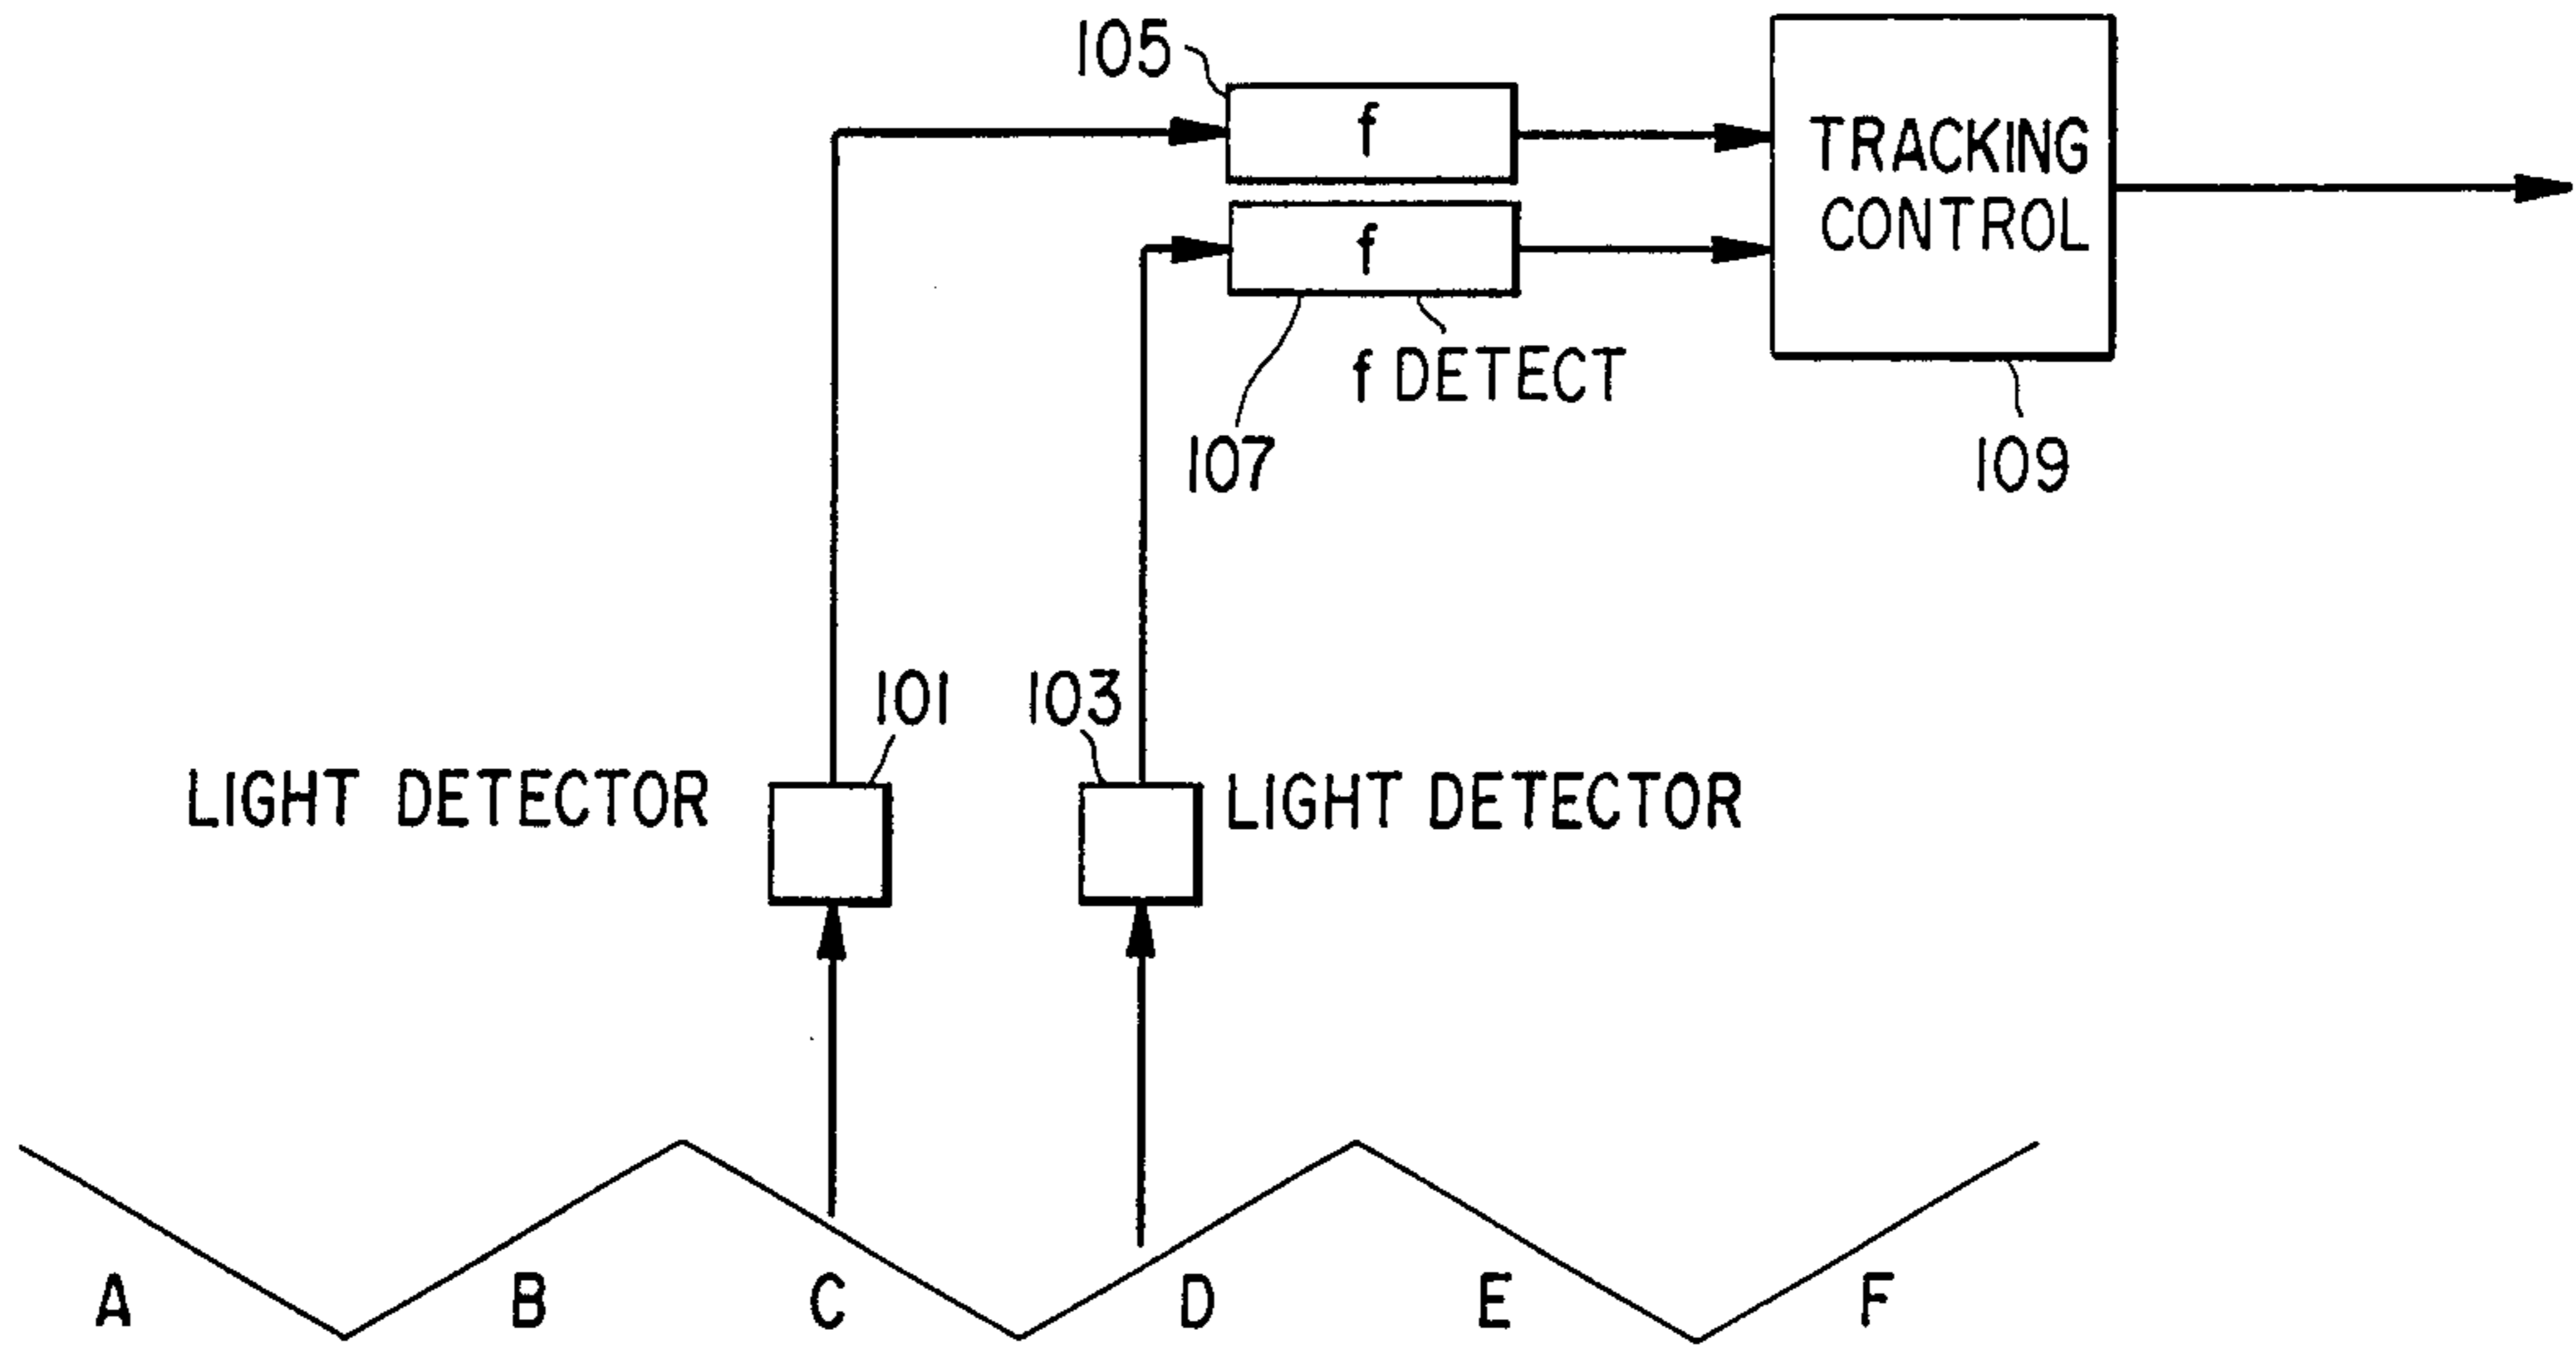 105
f
TRACKING
CONTROL
f
f DETECT
107
109
101
103
LIGHT DETECTOR
LIGHT DETECTOR
A B C D E F